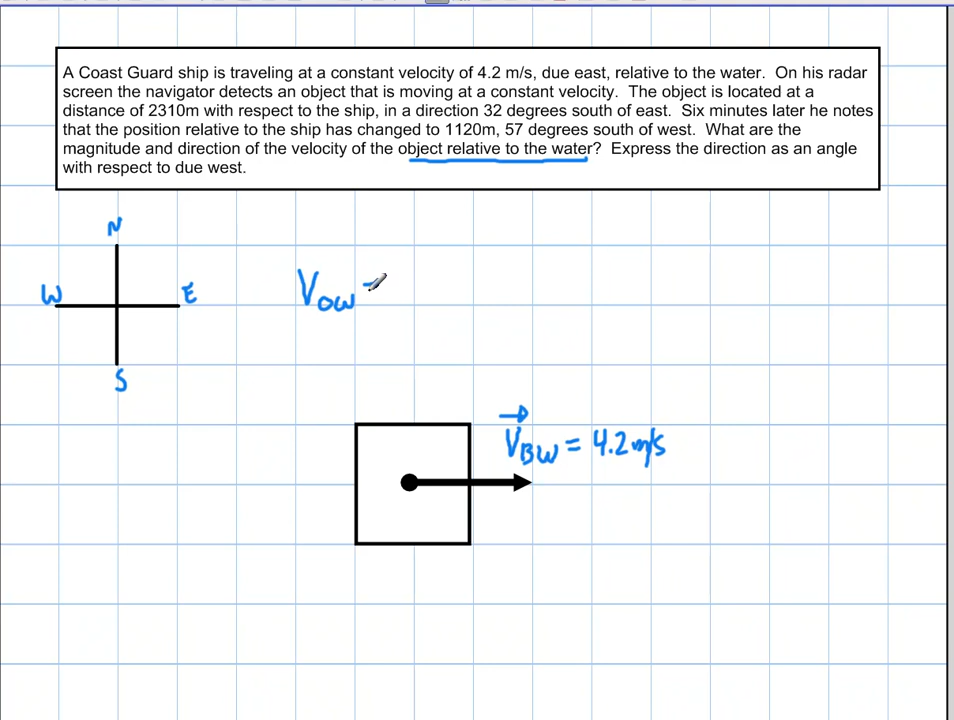 A Coast Guard ship is traveling at a constant velocity of 4.2 m/s, due east, relative to the water. On his radar
screen the navigator detects an object that is moving at a constant velocity. The object is located at a
distance of 2310m with respect to the ship, in a direction 32 degrees south of east. Six minutes later he notes
that the position relative to the ship has changed to 1120m, 57 degrees south of west. What are the
magnitude and direction of the velocity of the object relative to the water? Express the direction as an angle
with respect to due west.
N
W E
V_OW =
S
V_BW = 4.2 m/s